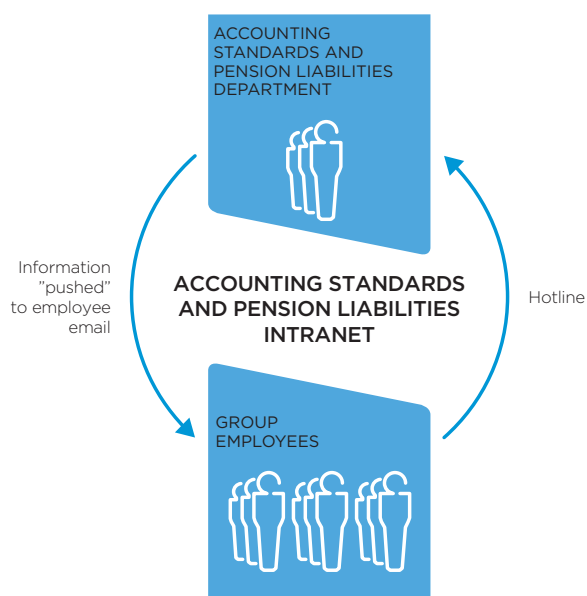 ACCOUNTING
STANDARDS AND
PENSION LIABILITIES
DEPARTMENT
Information
”pushed”
to employee
email
ACCOUNTING STANDARDS
AND PENSION LIABILITIES
INTRANET
Hotline
GROUP
EMPLOYEES